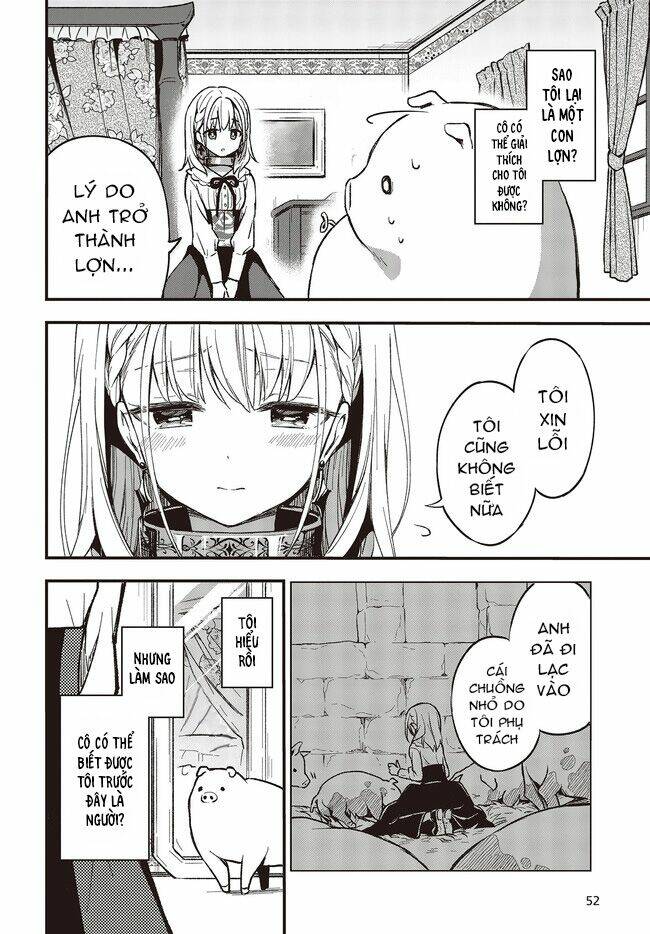 SAO
TÔI LẠI
LÀ MỘT
CON
LỢN?
CÔ CÓ
THỂ GIẢI
THÍCH
CHO TÔI
ĐƯỢC
KHÔNG?
LÝ DO
ANH TRỞ
THÀNH
LỢN...
TÔI
XIN LỖI
TÔI
CŨNG
KHÔNG
BIẾT
NỮA
ANH
ĐÃ ĐI
LẠC
VÀO
CÁI
CHUỒNG
NHỎ DO
TÔI PHỤ
TRÁCH
TÔI
HIỂU
RỒI
NHƯNG
LÀM SAO
CÔ CÓ THỂ
BIẾT ĐƯỢC
TÔI TRƯỚC
ĐÂY LÀ
NGƯỜI?
52